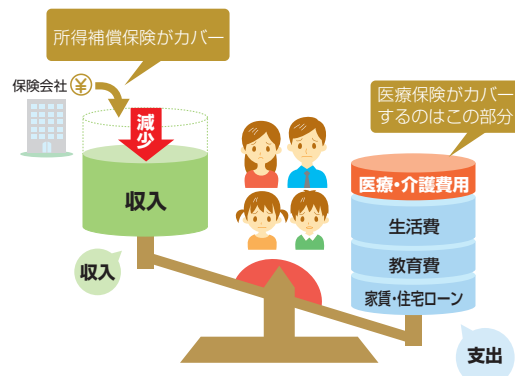 所得補償保険がカバー
保険会社
¥
減少
収入
収入
医療保険がカバー
するのはこの部分
医療・介護費用
生活費
教育費
家賃・住宅ローン
支出